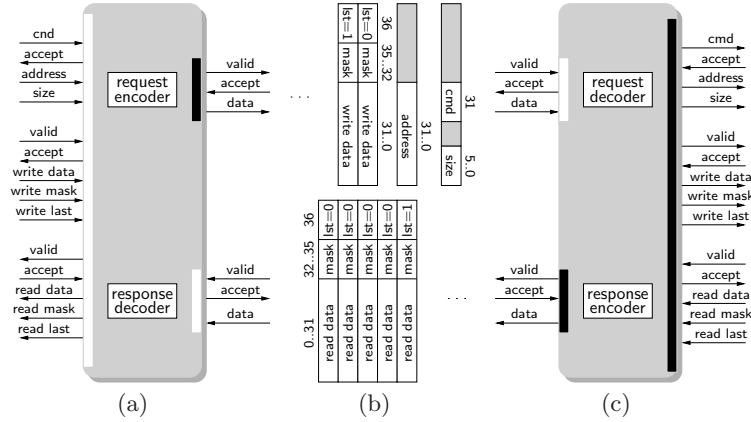 cnd
accept
address
size
valid
accept
write data
write mask
write last
valid
accept
read data
read mask
read last
request
encoder
response
decoder
valid
accept
data
valid
accept
data
(a)
. . .
lst=1 mask write data
lst=0 mask write data
36 35..32 31..0
address
31..0
cmd size
31 5..0
36 32..35 0..31
lst=0 mask read data
lst=0 mask read data
lst=0 mask read data
lst=0 mask read data
lst=1 mask read data
. . .
(b)
valid
accept
data
valid
accept
data
request
decoder
response
encoder
cmd
accept
address
size
valid
accept
write data
write mask
write last
valid
accept
read data
read mask
read last
(c)